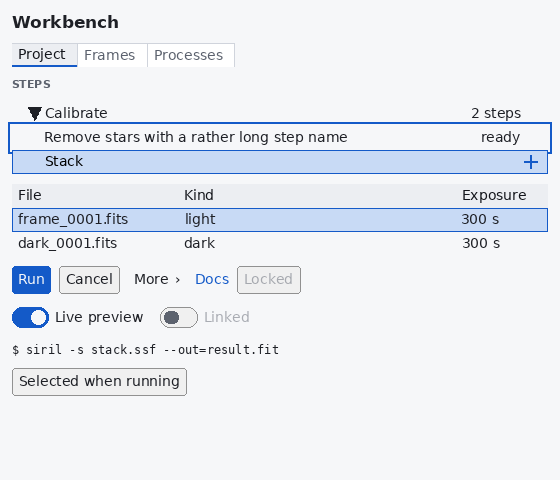 Workbench
Project Frames Processes
STEPS
Calibrate 2 steps
Remove stars with a rather long step name ready
Stack +
File Kind Exposure
frame_0001.fits light 300 s
dark_0001.fits dark 300 s
Run Cancel More › Docs Locked
Live preview Linked
$ siril -s stack.ssf --out=result.fit
Selected when running